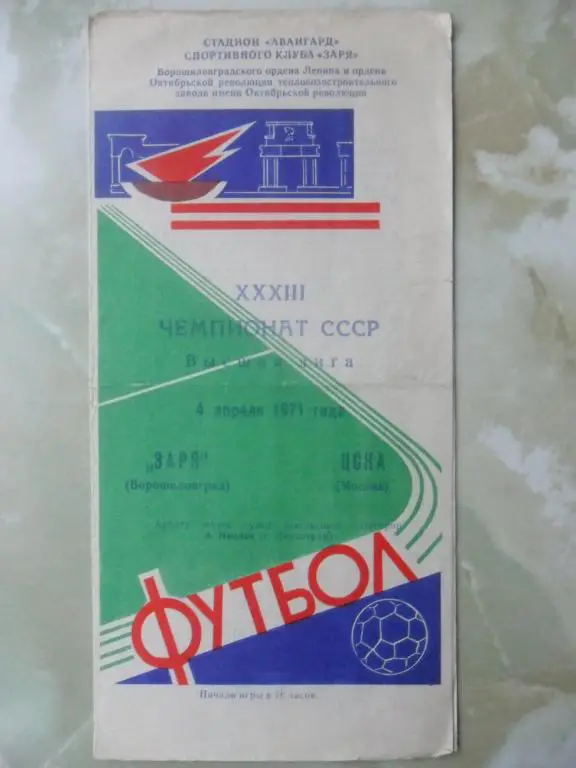 СТАДИОН «АВАНГАРД»
СПОРТИВНОГО КЛУБА «ЗАРЯ»
Ворошиловградского ордена Ленина и ордена
Октябрьской революции тепловозостроительного
завода имени Октябрьской революции
XXXIII
ЧЕМПИОНАТ СССР
Высшая лига
4 апреля 1971 года
„ЗАРЯ" ЦСКА
(Ворошиловград) (Москва)
ФУТБОЛ
Начало игры в часов.